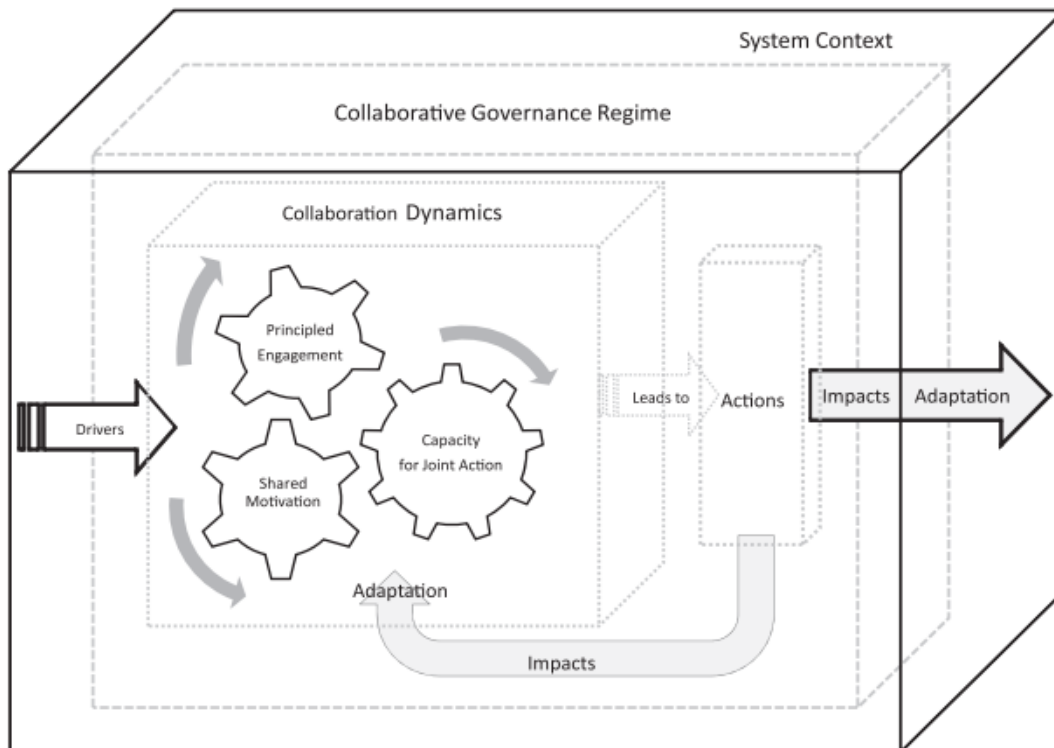 System Context
Collaborative Governance Regime
Collaboration Dynamics
Principled
Engagement
Drivers
Shared
Motivation
Capacity
for Joint Action
Leads to
Actions
Impacts
Adaptation
Adaptation
Impacts